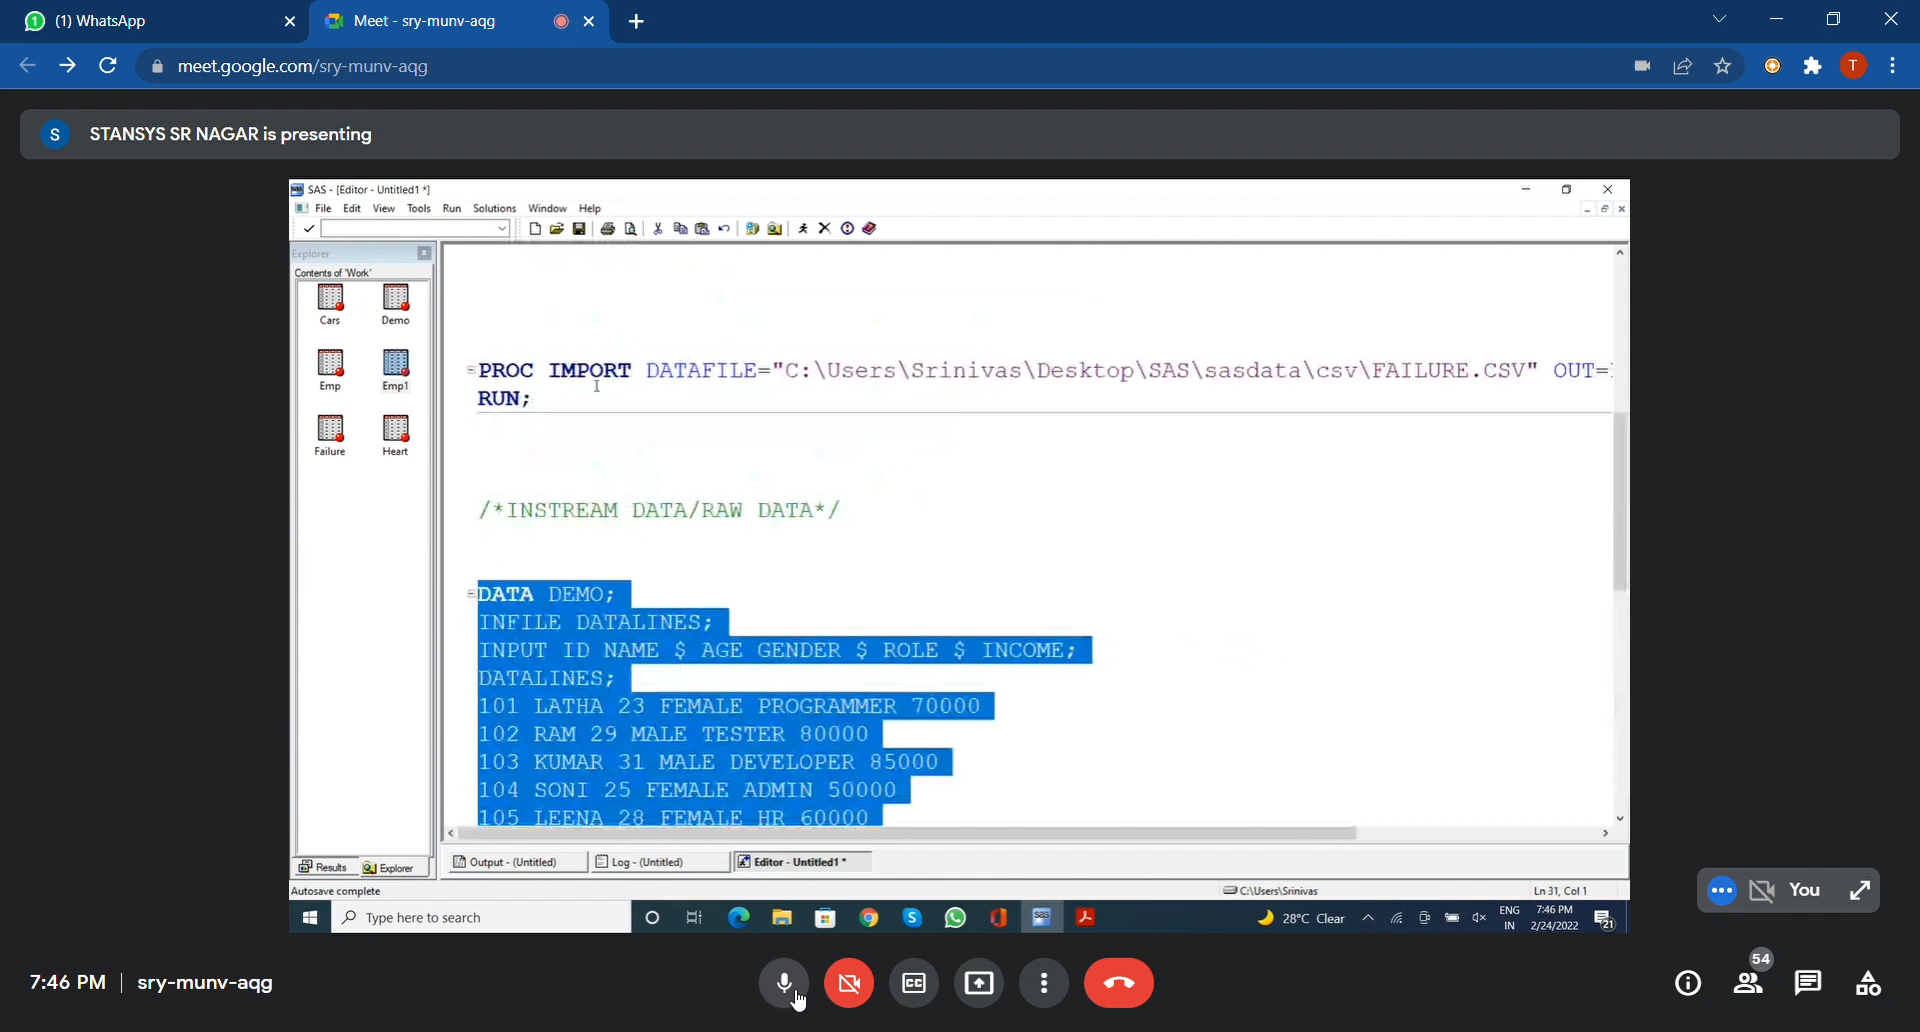 (1) WhatsApp
Meet - sry-munv-aqg
meet.google.com/sry-munv-aqg
T
S STANSYS SR NAGAR is presenting
SAS - [Editor - Untitled1 *]
File Edit View Tools Run Solutions Window Help
Explorer
Contents of 'Work'
Cars Demo
Emp Emp1
Failure Heart
PROC IMPORT DATAFILE="C:\Users\Srinivas\Desktop\SAS\sasdata\csv\FAILURE.CSV" OUT=
RUN;
/*INSTREAM DATA/RAW DATA*/
DATA DEMO;
INFILE DATALINES;
INPUT ID NAME $ AGE GENDER $ ROLE $ INCOME;
DATALINES;
101 LATHA 23 FEMALE PROGRAMMER 70000
102 RAM 29 MALE TESTER 80000
103 KUMAR 31 MALE DEVELOPER 85000
104 SONI 25 FEMALE ADMIN 50000
105 LEENA 28 FEMALE HR 60000
Results Explorer
Output - (Untitled) Log - (Untitled) Editor - Untitled1 *
Autosave complete C:\Users\Srinivas Ln 31, Col 1
You
Type here to search
sas
28°C Clear
ENG
IN
7:46 PM
2/24/2022
21
7:46 PM | sry-munv-aqg
CC
54